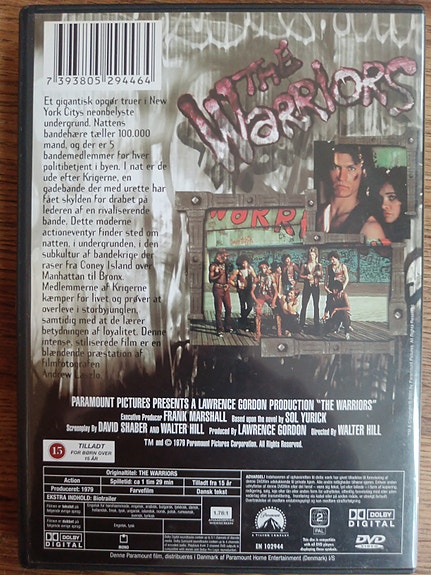 7 393805 294464
THE
WARRIORS
Et gigantisk opgør truer i New
York Citys neonbelyste
undergrund. Nattens
bandehære tæller 100.000
mand, og der er 5
bandemedlemmer for hver
politibetjent i byen. I nat er de
ude efter Krigerne, en
gadebande der med urette har
fået skylden for drabet på
lederen af en rivaliserende
bande. Dette moderne
actioneventyr finder sted om
natten, i undergrunden, i den
subkultur af bandekrige der
raser fra Coney Island over
Manhattan til Bronx.
Medlemmerne af Krigerne
kæmper for livet og prøver at
overleve i storbyjunglen,
samtidig med at de lærer
betydningen af loyalitet. Denne
intense, stiliserede film er en
blændende præstation af
filmfotografen
Andrew Laszlo
PARAMOUNT PICTURES PRESENTS A LAWRENCE GORDON PRODUCTION "THE WARRIORS"
Executive Producer FRANK MARSHALL Based upon the novel by SOL YURICK
Screenplay by DAVID SHABER AND WALTER HILL Produced by LAWRENCE GORDON Directed By WALTER HILL
TM and © 1979 Paramount Pictures Corporation. All Rights Reserved.
15
TILLADT
FOR BØRN OVER
15 ÅR
Originaltitel: THE WARRIORS
Action Spilletid: ca 1 tim 29 min Tilladt fra 15 år
Produceret: 1979 Farvefilm Dansk tekst
EKSTRA INDHOLD: Biotrailer
1.78:1
ADVARSEL!
2
PAL
DOLBY
DIGITAL
DOLBY
DIGITAL
DVD
VIDEO
Engelsk, tysk
MONO
EN 102944
Denne Paramount film, distribueres i Danmark af Paramount Home Entertainment (Denmark) I/S